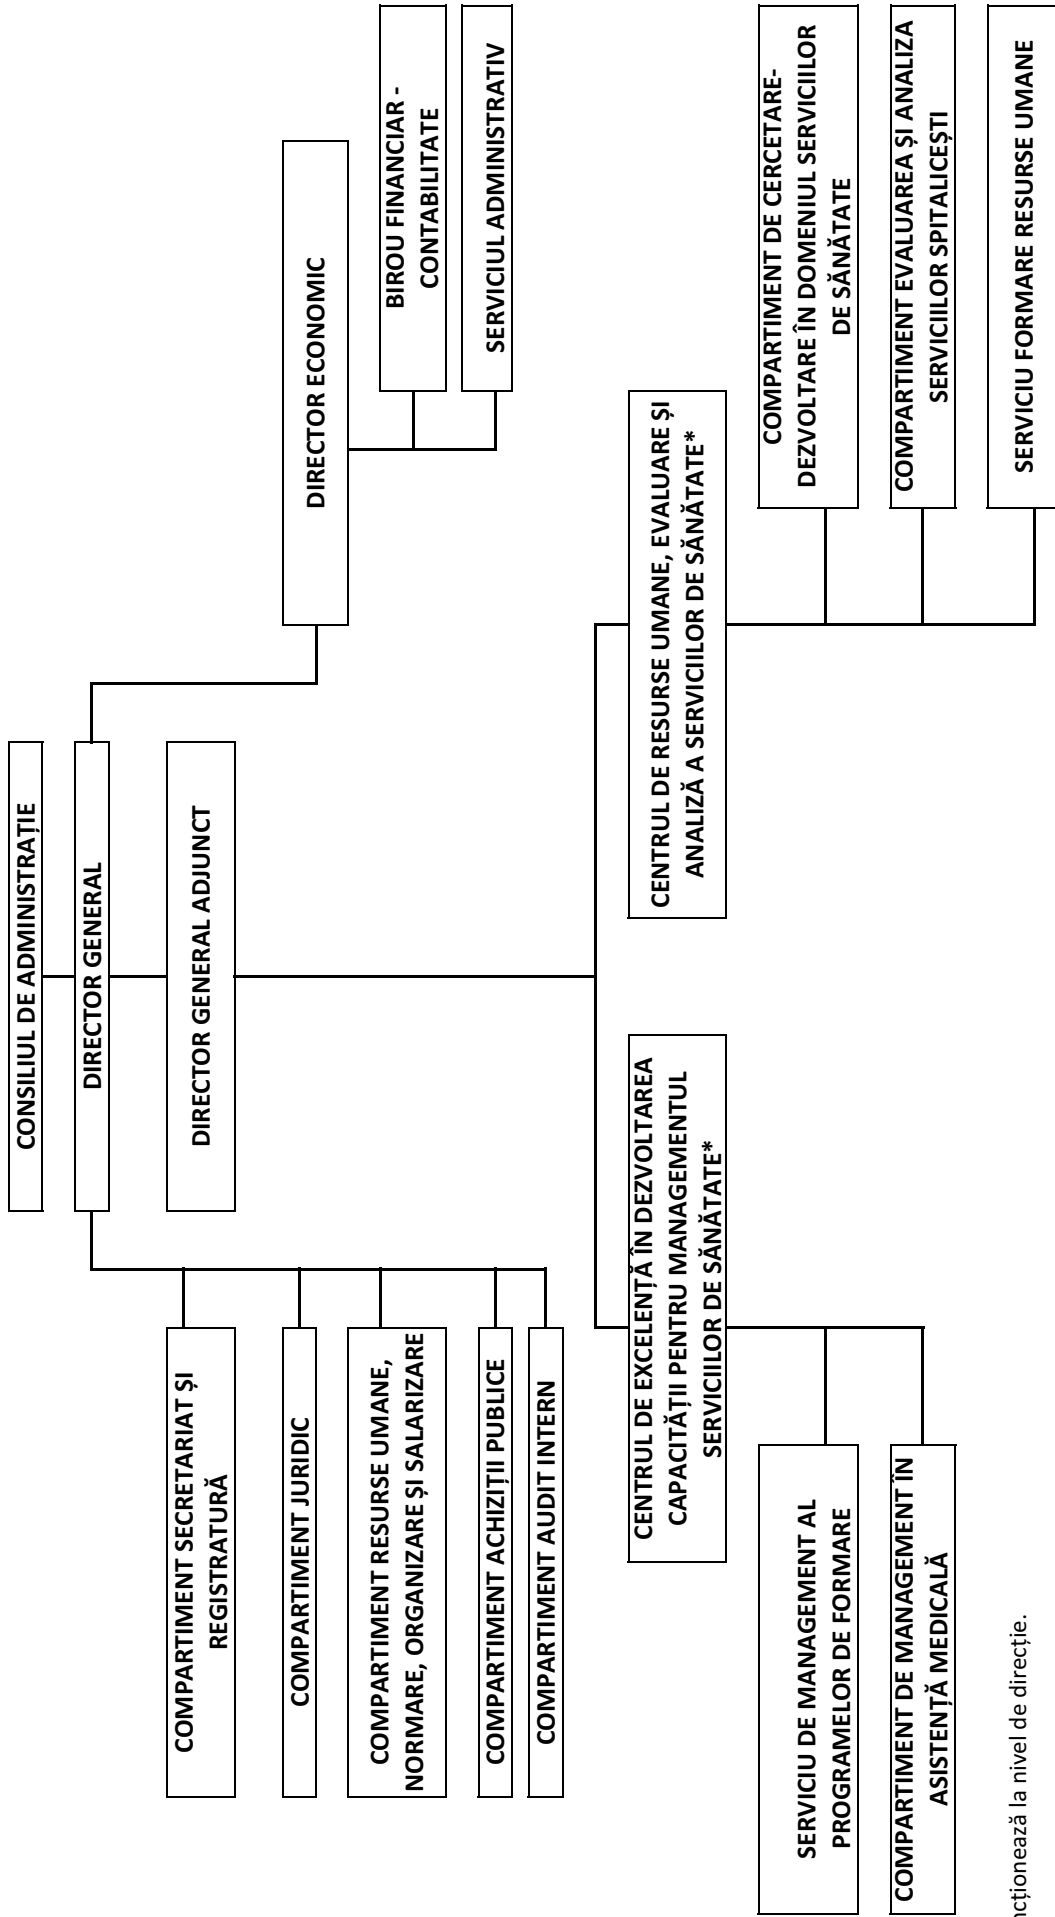 CONSILIUL DE ADMINISTRAȚIE
DIRECTOR GENERAL
DIRECTOR GENERAL ADJUNCT
COMPARTIMENT SECRETARIAT ȘI
REGISTRATURĂ
COMPARTIMENT JURIDIC
COMPARTIMENT RESURSE UMANE,
NORMARE, ORGANIZARE ȘI SALARIZARE
COMPARTIMENT ACHIZIȚII PUBLICE
COMPARTIMENT AUDIT INTERN
DIRECTOR ECONOMIC
BIROU FINANCIAR -
CONTABILITATE
SERVICIUL ADMINISTRATIV
CENTRUL DE EXCELENȚĂ ÎN DEZVOLTAREA
CAPACITĂȚII PENTRU MANAGEMENTUL
SERVICIILOR DE SĂNĂTATE*
SERVICIU DE MANAGEMENT AL
PROGRAMELOR DE FORMARE
COMPARTIMENT DE MANAGEMENT ÎN
ASISTENȚĂ MEDICALĂ
CENTRUL DE RESURSE UMANE, EVALUARE ȘI
ANALIZĂ A SERVICIILOR DE SĂNĂTATE*
COMPARTIMENT DE CERCETARE-
DEZVOLTARE ÎN DOMENIUL SERVICIILOR
DE SĂNĂTATE
COMPARTIMENT EVALUAREA ȘI ANALIZA
SERVICIILOR SPITALICEȘTI
SERVICIU FORMARE RESURSE UMANE
ncționează la nivel de direcție.